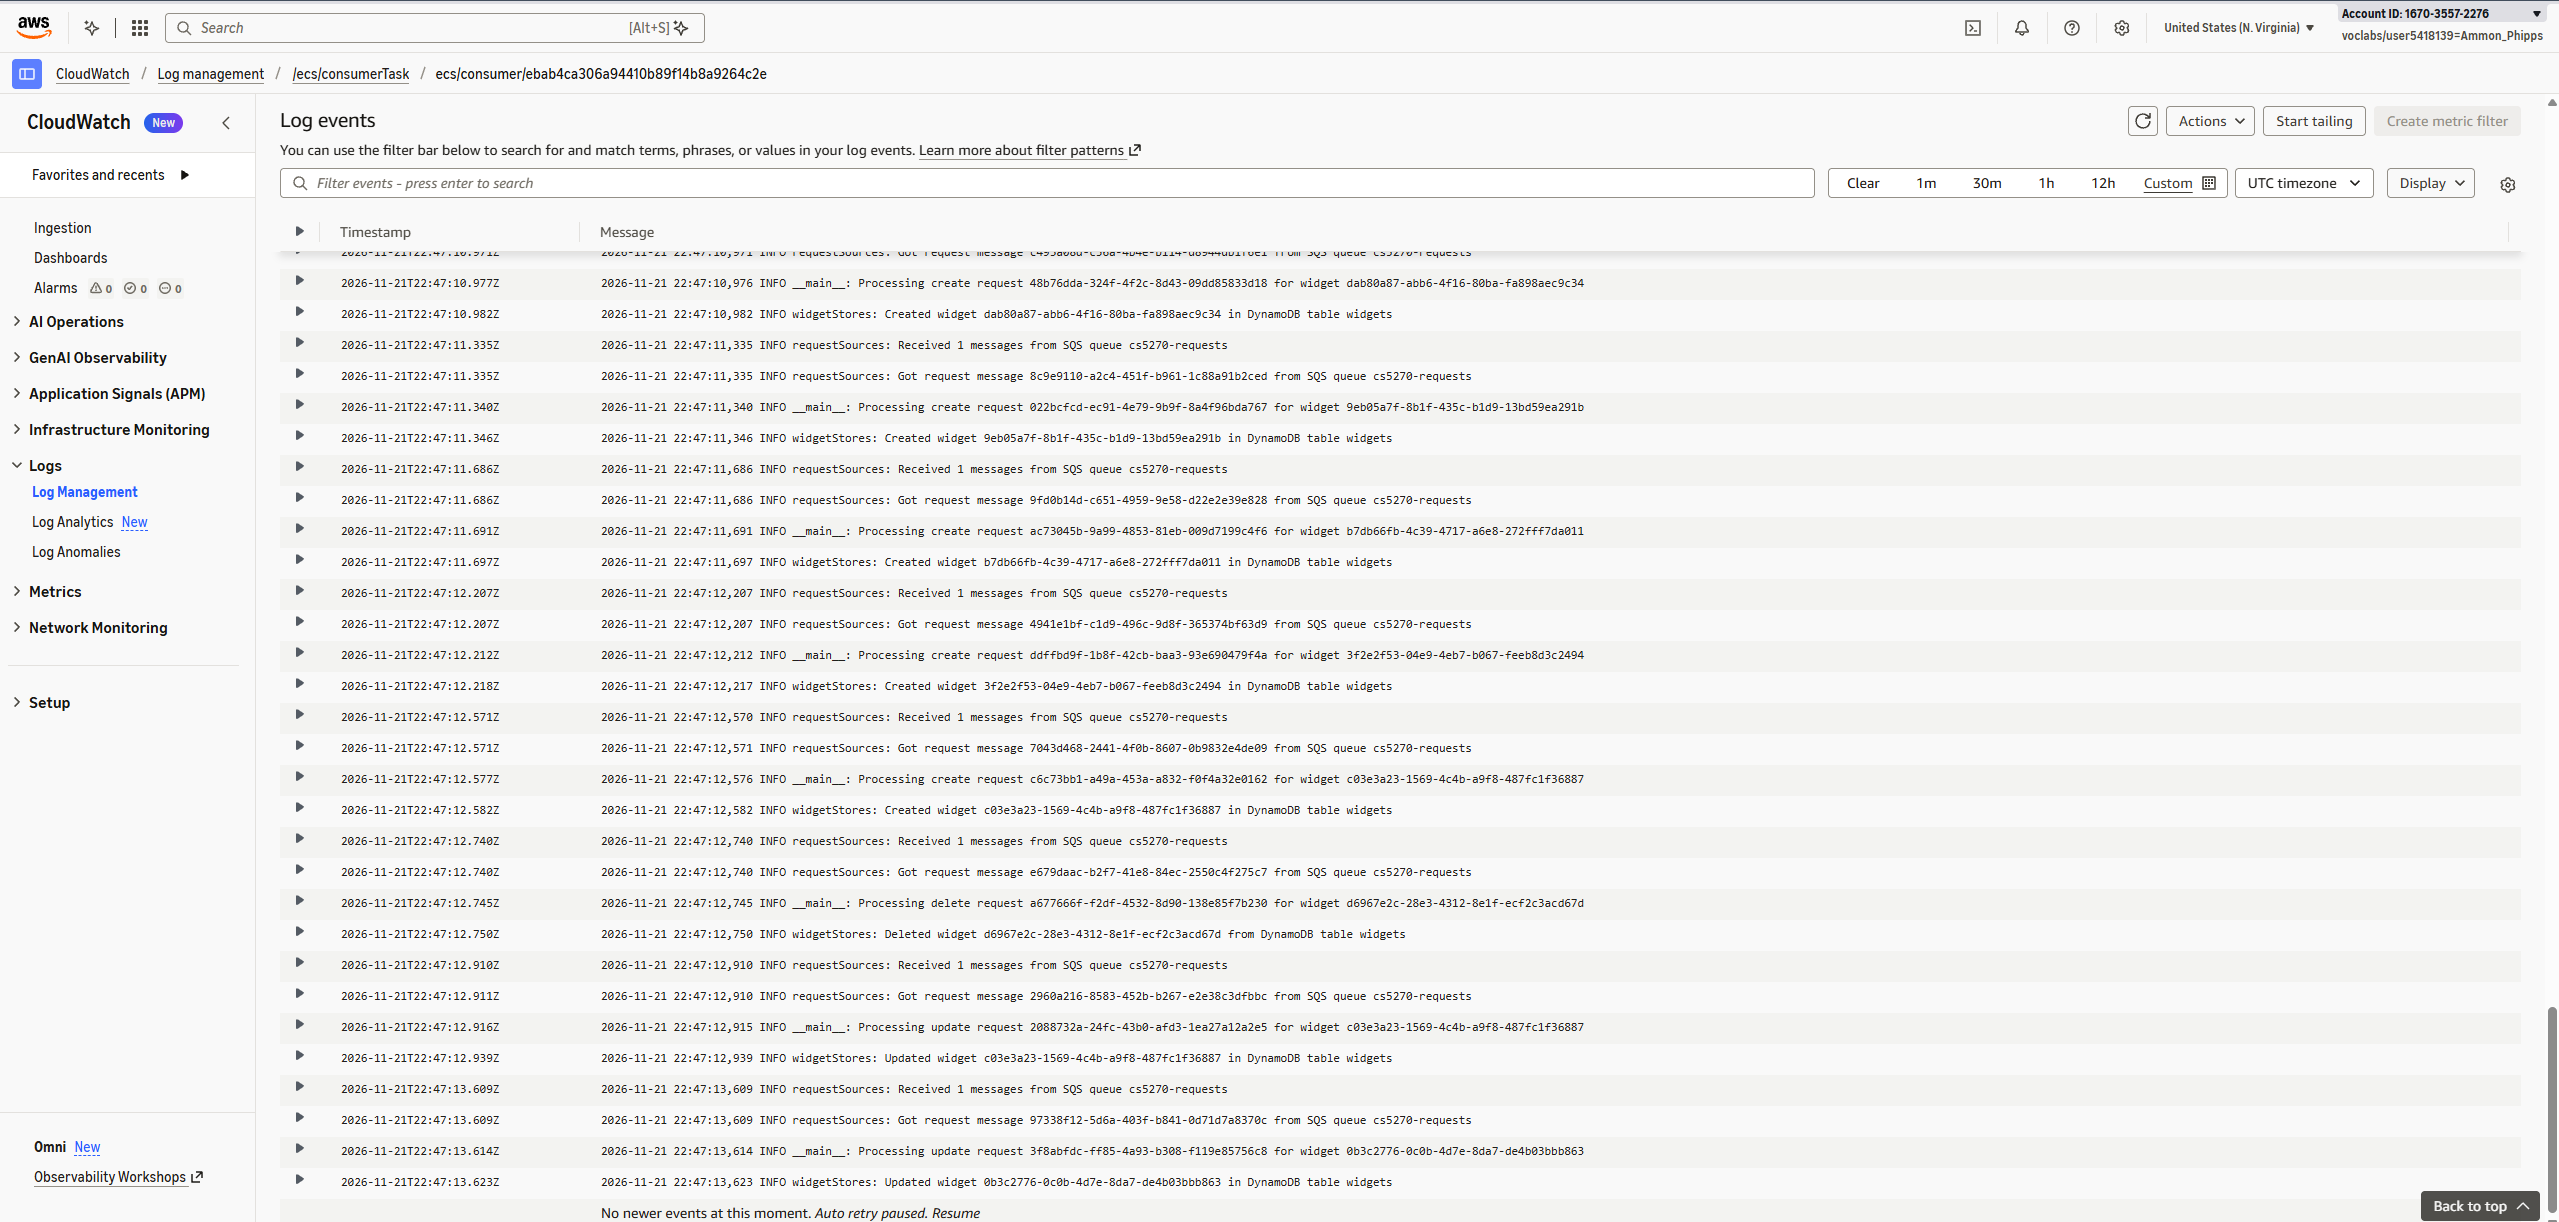 aws
Search [Alt+S]
United States (N. Virginia)
Account ID: 1670-3557-2276
voclabs/user5418139=Ammon_Phipps
CloudWatch / Log management / /ecs/consumerTask / ecs/consumer/ebab4ca306a94410b89f14b8a9264c2e
CloudWatch New
Favorites and recents
Ingestion
Dashboards
Alarms 0 0 0
AI Operations
GenAI Observability
Application Signals (APM)
Infrastructure Monitoring
Logs
Log Management
Log Analytics New
Log Anomalies
Metrics
Network Monitoring
Setup
Omni New
Observability Workshops
Log events
Actions
Start tailing
Create metric filter
You can use the filter bar below to search for and match terms, phrases, or values in your log events. Learn more about filter patterns
Filter events - press enter to search
Clear 1m 30m 1h 12h Custom
UTC timezone
Display
Timestamp Message
2026-11-21T22:47:10.971Z 2026-11-21 22:47:10,971 INFO requestSources: Got request message from SQS queue cs5270-requests
2026-11-21T22:47:10.977Z 2026-11-21 22:47:10,976 INFO __main__: Processing create request 48b76dda-324f-4f2c-8d43-09dd85833d18 for widget dab80a87-abb6-4f16-80ba-fa898aec9c34
2026-11-21T22:47:10.982Z 2026-11-21 22:47:10,982 INFO widgetStores: Created widget dab80a87-abb6-4f16-80ba-fa898aec9c34 in DynamoDB table widgets
2026-11-21T22:47:11.335Z 2026-11-21 22:47:11,335 INFO requestSources: Received 1 messages from SQS queue cs5270-requests
2026-11-21T22:47:11.335Z 2026-11-21 22:47:11,335 INFO requestSources: Got request message 8c9e9110-a2c4-451f-b961-1c88a91b2ced from SQS queue cs5270-requests
2026-11-21T22:47:11.340Z 2026-11-21 22:47:11,340 INFO __main__: Processing create request 022bcfcd-ec91-4e79-9b9f-8a4f96bda767 for widget 9eb05a7f-8b1f-435c-b1d9-13bd59ea291b
2026-11-21T22:47:11.346Z 2026-11-21 22:47:11,346 INFO widgetStores: Created widget 9eb05a7f-8b1f-435c-b1d9-13bd59ea291b in DynamoDB table widgets
2026-11-21T22:47:11.686Z 2026-11-21 22:47:11,686 INFO requestSources: Received 1 messages from SQS queue cs5270-requests
2026-11-21T22:47:11.686Z 2026-11-21 22:47:11,686 INFO requestSources: Got request message 9fd0b14d-c651-4959-9e58-d22e2e39e828 from SQS queue cs5270-requests
2026-11-21T22:47:11.691Z 2026-11-21 22:47:11,691 INFO __main__: Processing create request ac73045b-9a99-4853-81eb-009d7199c4f6 for widget b7db66fb-4c39-4717-a6e8-272fff7da011
2026-11-21T22:47:11.697Z 2026-11-21 22:47:11,697 INFO widgetStores: Created widget b7db66fb-4c39-4717-a6e8-272fff7da011 in DynamoDB table widgets
2026-11-21T22:47:12.207Z 2026-11-21 22:47:12,207 INFO requestSources: Received 1 messages from SQS queue cs5270-requests
2026-11-21T22:47:12.207Z 2026-11-21 22:47:12,207 INFO requestSources: Got request message 4941e1bf-c1d9-496c-9d8f-365374bf63d9 from SQS queue cs5270-requests
2026-11-21T22:47:12.212Z 2026-11-21 22:47:12,212 INFO __main__: Processing create request ddffbd9f-1b8f-42cb-baa3-93e690479f4a for widget 3f2e2f53-04e9-4eb7-b067-feeb8d3c2494
2026-11-21T22:47:12.218Z 2026-11-21 22:47:12,217 INFO widgetStores: Created widget 3f2e2f53-04e9-4eb7-b067-feeb8d3c2494 in DynamoDB table widgets
2026-11-21T22:47:12.571Z 2026-11-21 22:47:12,570 INFO requestSources: Received 1 messages from SQS queue cs5270-requests
2026-11-21T22:47:12.571Z 2026-11-21 22:47:12,571 INFO requestSources: Got request message 7043d468-2441-4f0b-8607-0b9832e4de09 from SQS queue cs5270-requests
2026-11-21T22:47:12.577Z 2026-11-21 22:47:12,576 INFO __main__: Processing create request c6c73bb1-a49a-453a-a832-f0f4a32e0162 for widget c03e3a23-1569-4c4b-a9f8-487fc1f36887
2026-11-21T22:47:12.582Z 2026-11-21 22:47:12,582 INFO widgetStores: Created widget c03e3a23-1569-4c4b-a9f8-487fc1f36887 in DynamoDB table widgets
2026-11-21T22:47:12.740Z 2026-11-21 22:47:12,740 INFO requestSources: Received 1 messages from SQS queue cs5270-requests
2026-11-21T22:47:12.740Z 2026-11-21 22:47:12,740 INFO requestSources: Got request message e679daac-b2f7-41e8-84ec-2550c4f275c7 from SQS queue cs5270-requests
2026-11-21T22:47:12.745Z 2026-11-21 22:47:12,745 INFO __main__: Processing delete request a677666f-f2df-4532-8d90-138e85f7b230 for widget d6967e2c-28e3-4312-8e1f-ecf2c3acd67d
2026-11-21T22:47:12.750Z 2026-11-21 22:47:12,750 INFO widgetStores: Deleted widget d6967e2c-28e3-4312-8e1f-ecf2c3acd67d from DynamoDB table widgets
2026-11-21T22:47:12.910Z 2026-11-21 22:47:12,910 INFO requestSources: Received 1 messages from SQS queue cs5270-requests
2026-11-21T22:47:12.911Z 2026-11-21 22:47:12,910 INFO requestSources: Got request message 2960a216-8583-452b-b267-e2e38c3dfbbc from SQS queue cs5270-requests
2026-11-21T22:47:12.916Z 2026-11-21 22:47:12,915 INFO __main__: Processing update request 2088732a-24fc-43b0-afd3-1ea27a12a2e5 for widget c03e3a23-1569-4c4b-a9f8-487fc1f36887
2026-11-21T22:47:12.939Z 2026-11-21 22:47:12,939 INFO widgetStores: Updated widget c03e3a23-1569-4c4b-a9f8-487fc1f36887 in DynamoDB table widgets
2026-11-21T22:47:13.609Z 2026-11-21 22:47:13,609 INFO requestSources: Received 1 messages from SQS queue cs5270-requests
2026-11-21T22:47:13.609Z 2026-11-21 22:47:13,609 INFO requestSources: Got request message 97338f12-5d6a-403f-b841-0d71d7a8370c from SQS queue cs5270-requests
2026-11-21T22:47:13.614Z 2026-11-21 22:47:13,614 INFO __main__: Processing update request 3f8abfdc-ff85-4a93-b308-f119e85756c8 for widget 0b3c2776-0c0b-4d7e-8da7-de4b03bbb863
2026-11-21T22:47:13.623Z 2026-11-21 22:47:13,623 INFO widgetStores: Updated widget 0b3c2776-0c0b-4d7e-8da7-de4b03bbb863 in DynamoDB table widgets
No newer events at this moment. Auto retry paused. Resume
Back to top